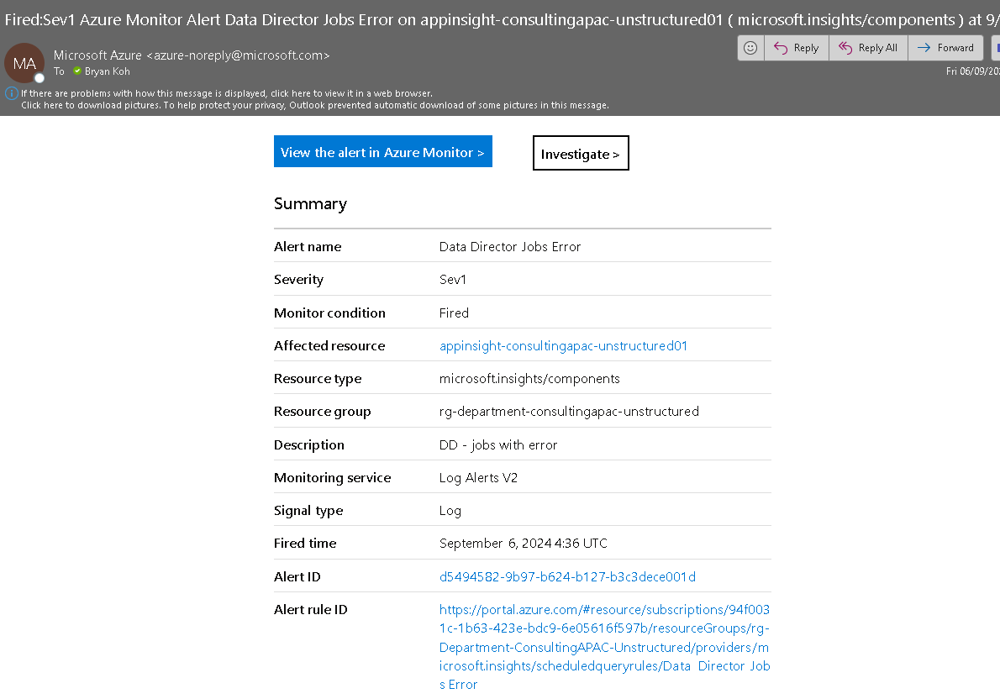 Fired:Sev1 Azure Monitor Alert Data Director Jobs Error on appinsight-consultingapac-unstructured01 ( microsoft.insights/components ) at 9/
MA
Microsoft Azure <azure-noreply@microsoft.com>
To Bryan Koh
Reply
Reply All
Forward
Fri 06/09/202
If there are problems with how this message is displayed, click here to view it in a web browser.
Click here to download pictures. To help protect your privacy, Outlook prevented automatic download of some pictures in this message.
View the alert in Azure Monitor >
Investigate >
Summary
Alert name Data Director Jobs Error
Severity Sev1
Monitor condition Fired
Affected resource appinsight-consultingapac-unstructured01
Resource type microsoft.insights/components
Resource group rg-department-consultingapac-unstructured
Description DD - jobs with error
Monitoring service Log Alerts V2
Signal type Log
Fired time September 6, 2024 4:36 UTC
Alert ID d5494582-9b97-b624-b127-b3c3dece001d
Alert rule ID https://portal.azure.com/#resource/subscriptions/94f003
1c-1b63-423e-bdc9-6e05616f597b/resourceGroups/rg-
Department-ConsultingAPAC-Unstructured/providers/m
icrosoft.insights/scheduledqueryrules/Data Director Job
s Error